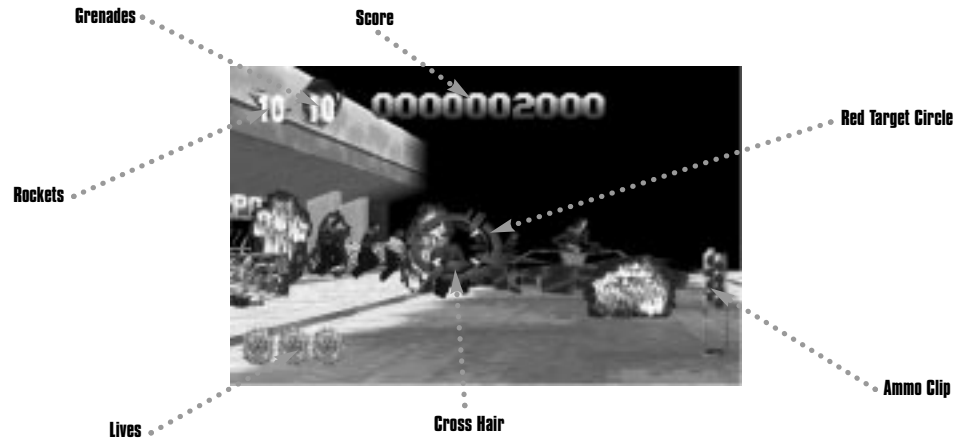 Grenades
Score
10 10 0000002000
Red Target Circle
Rockets
Ammo Clip
Cross Hair
Lives